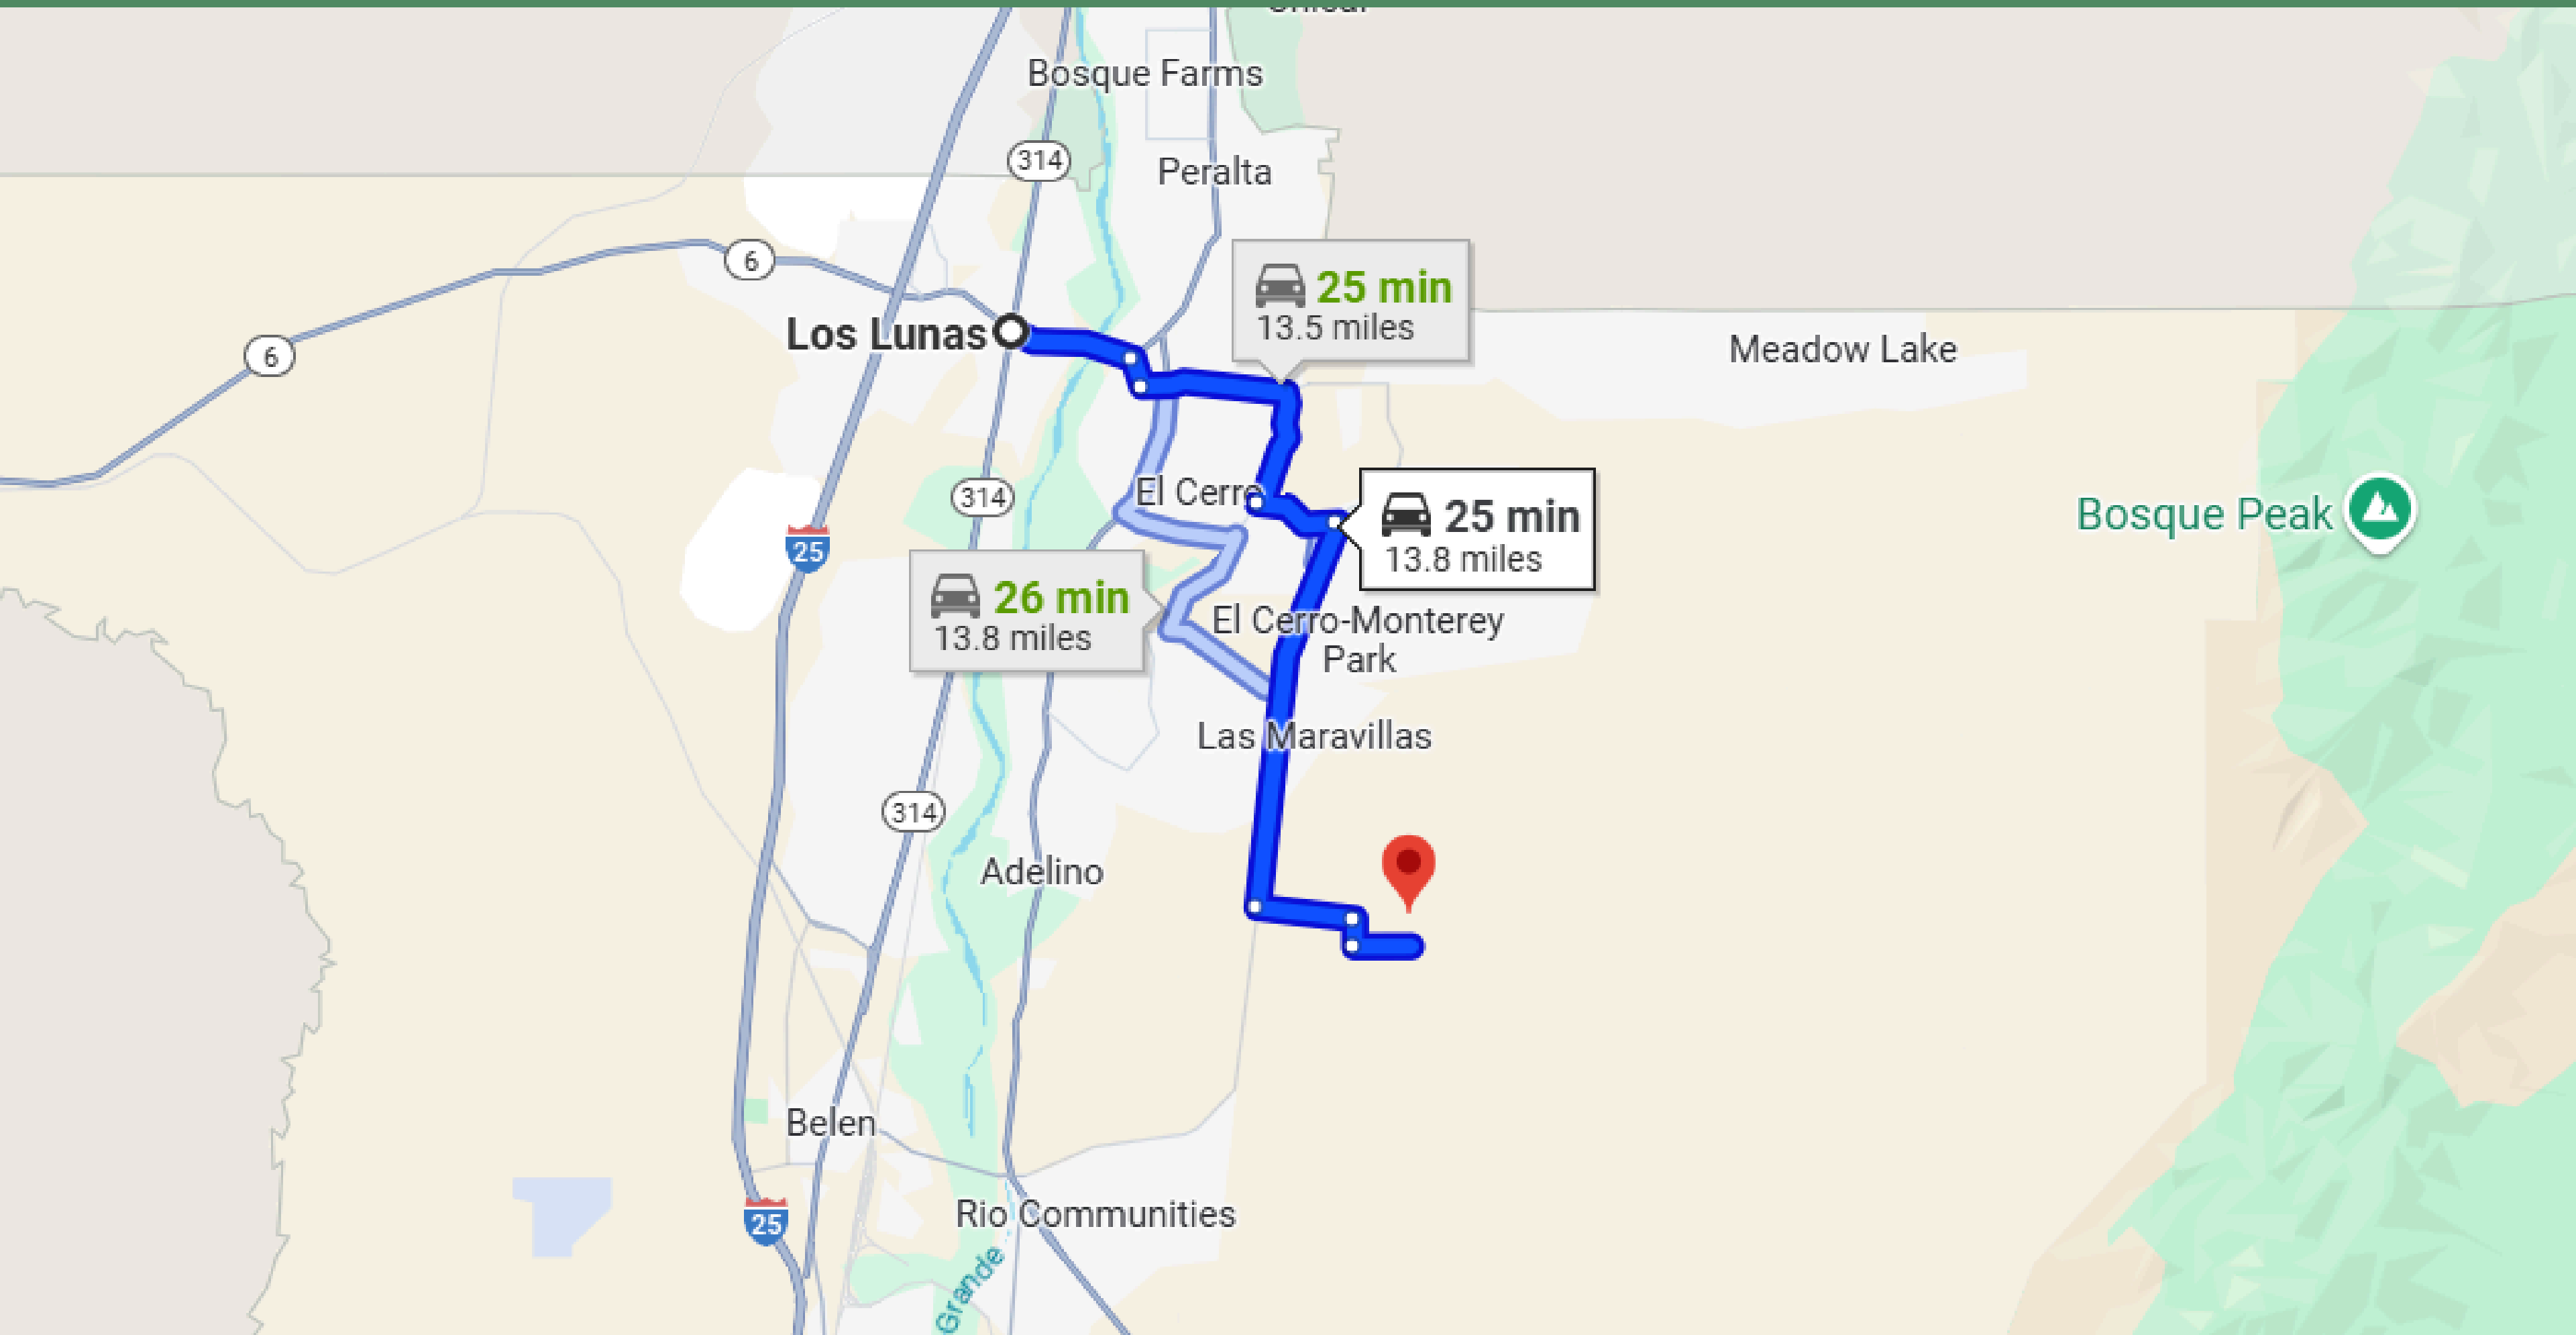 Bosque Farms
314
Peralta
6
25 min
13.5 miles
Los Lunas
6
Meadow Lake
314
El Cerro
25 min
13.8 miles
Bosque Peak
25
26 min
13.8 miles
El Cerro-Monterey
Park
Las Maravillas
314
Adelino
Belen
25
Rio Communities
Grande